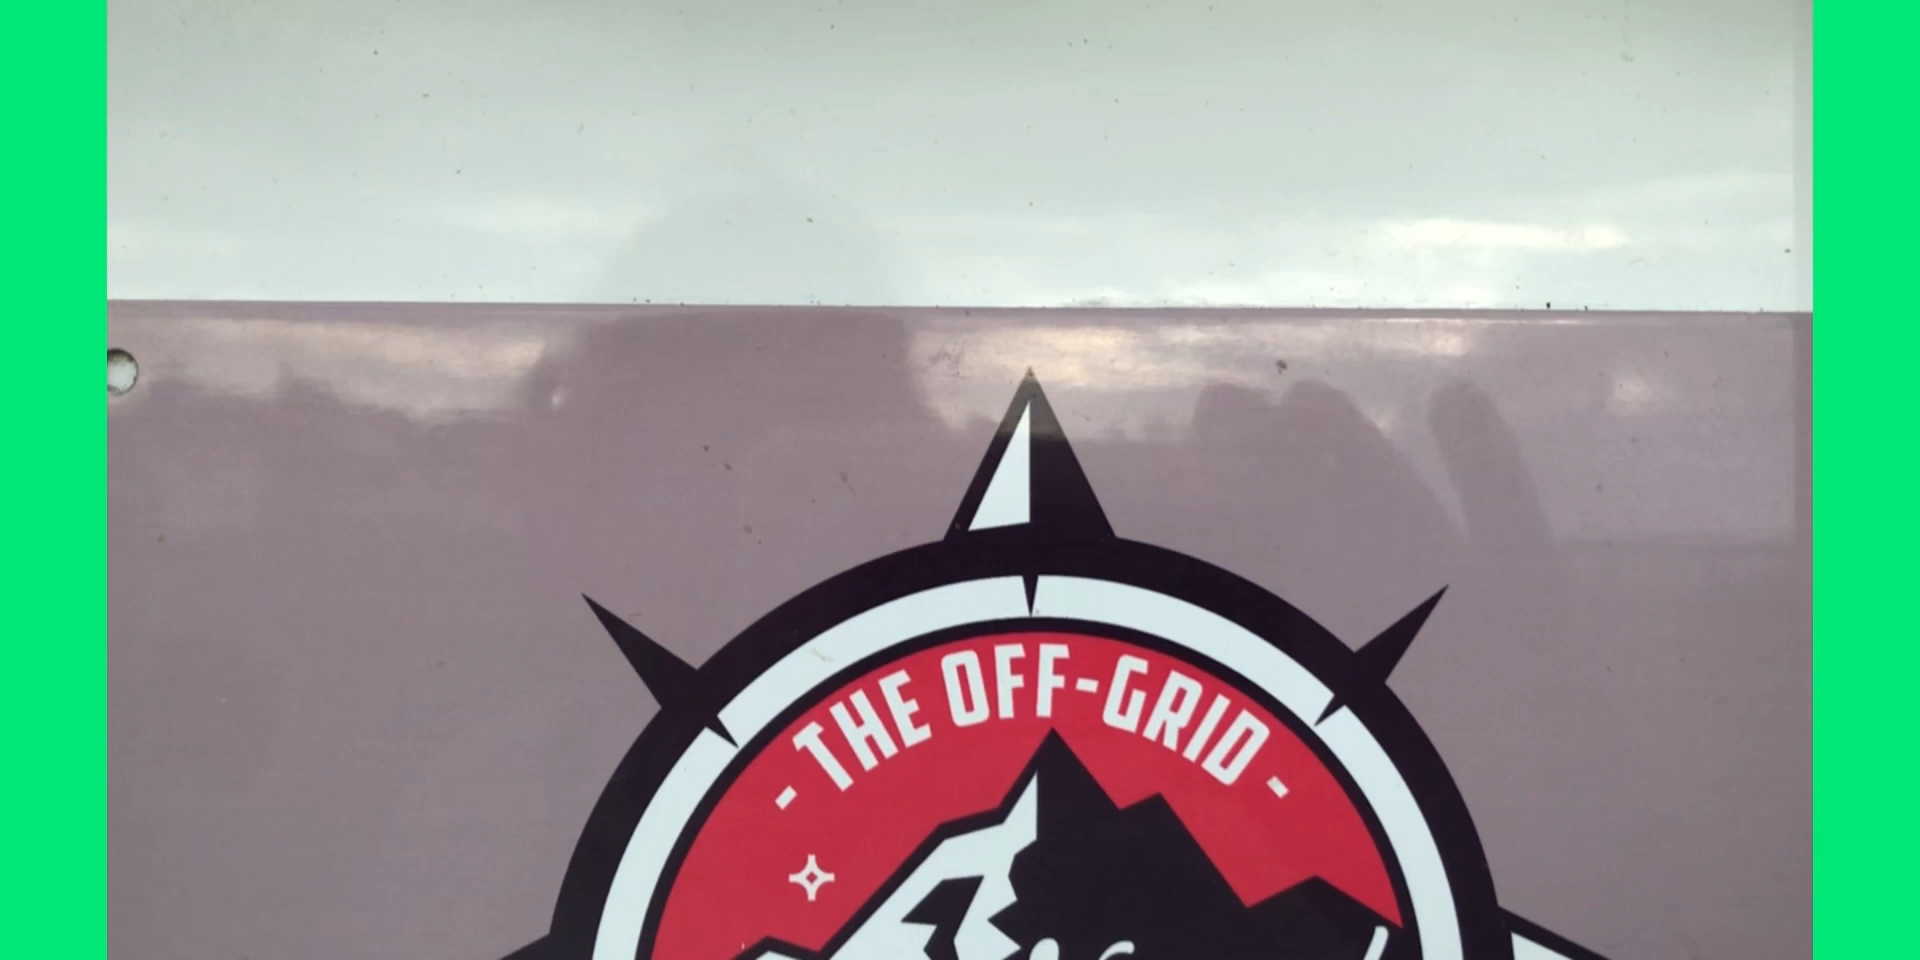 - THE OFF-GRID -